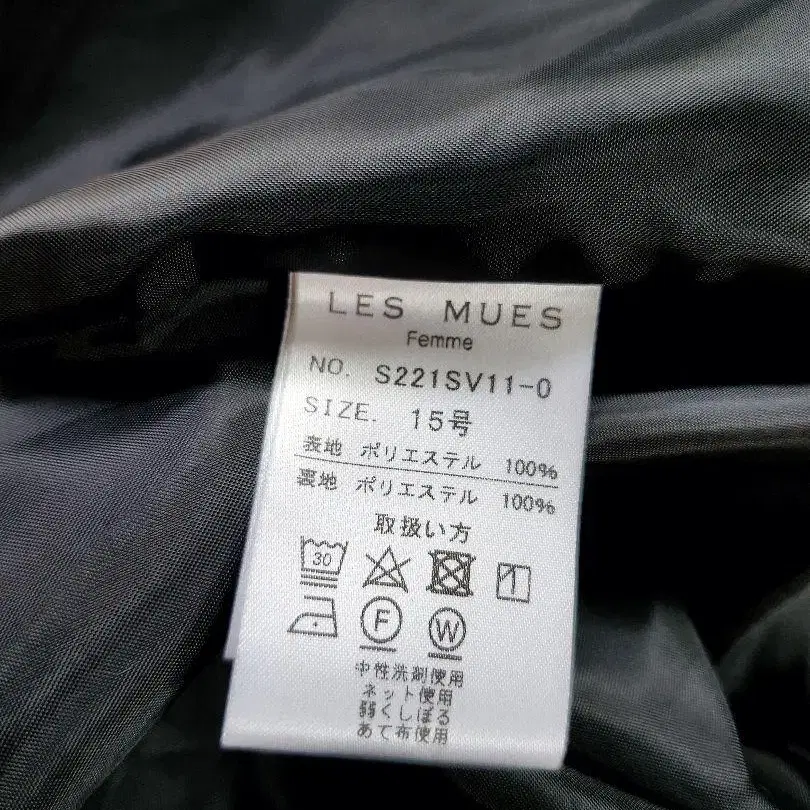 LES MUES
Femme
NO. S221SV11-0
SIZE. 15号
表地 ポリエステル 100%
裏地 ポリエステル 100%
取扱い方
30
F W
中性洗剤使用
ネット使用
弱くしぼる
あて布使用